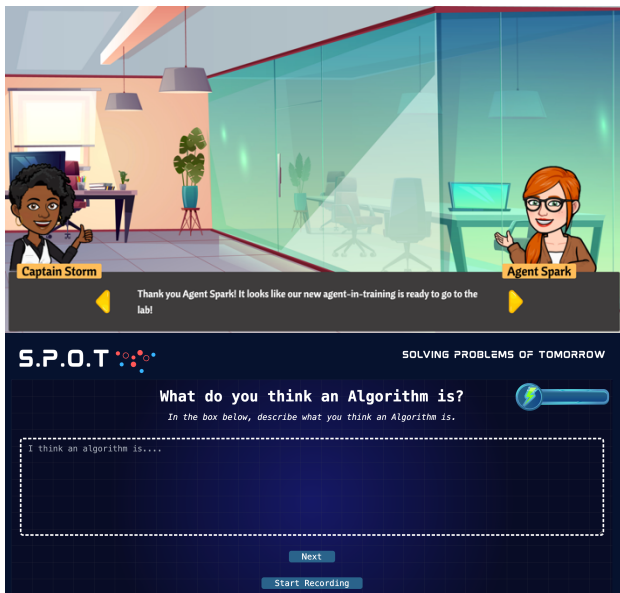 Captain Storm
Agent Spark
Thank you Agent Spark! It looks like our new agent-in-training is ready to go to the
lab!
S.P.O.T
SOLVING PROBLEMS OF TOMORROW
What do you think an Algorithm is?
In the box below, describe what you think an Algorithm is.
I think an algorithm is....
Next
Start Recording